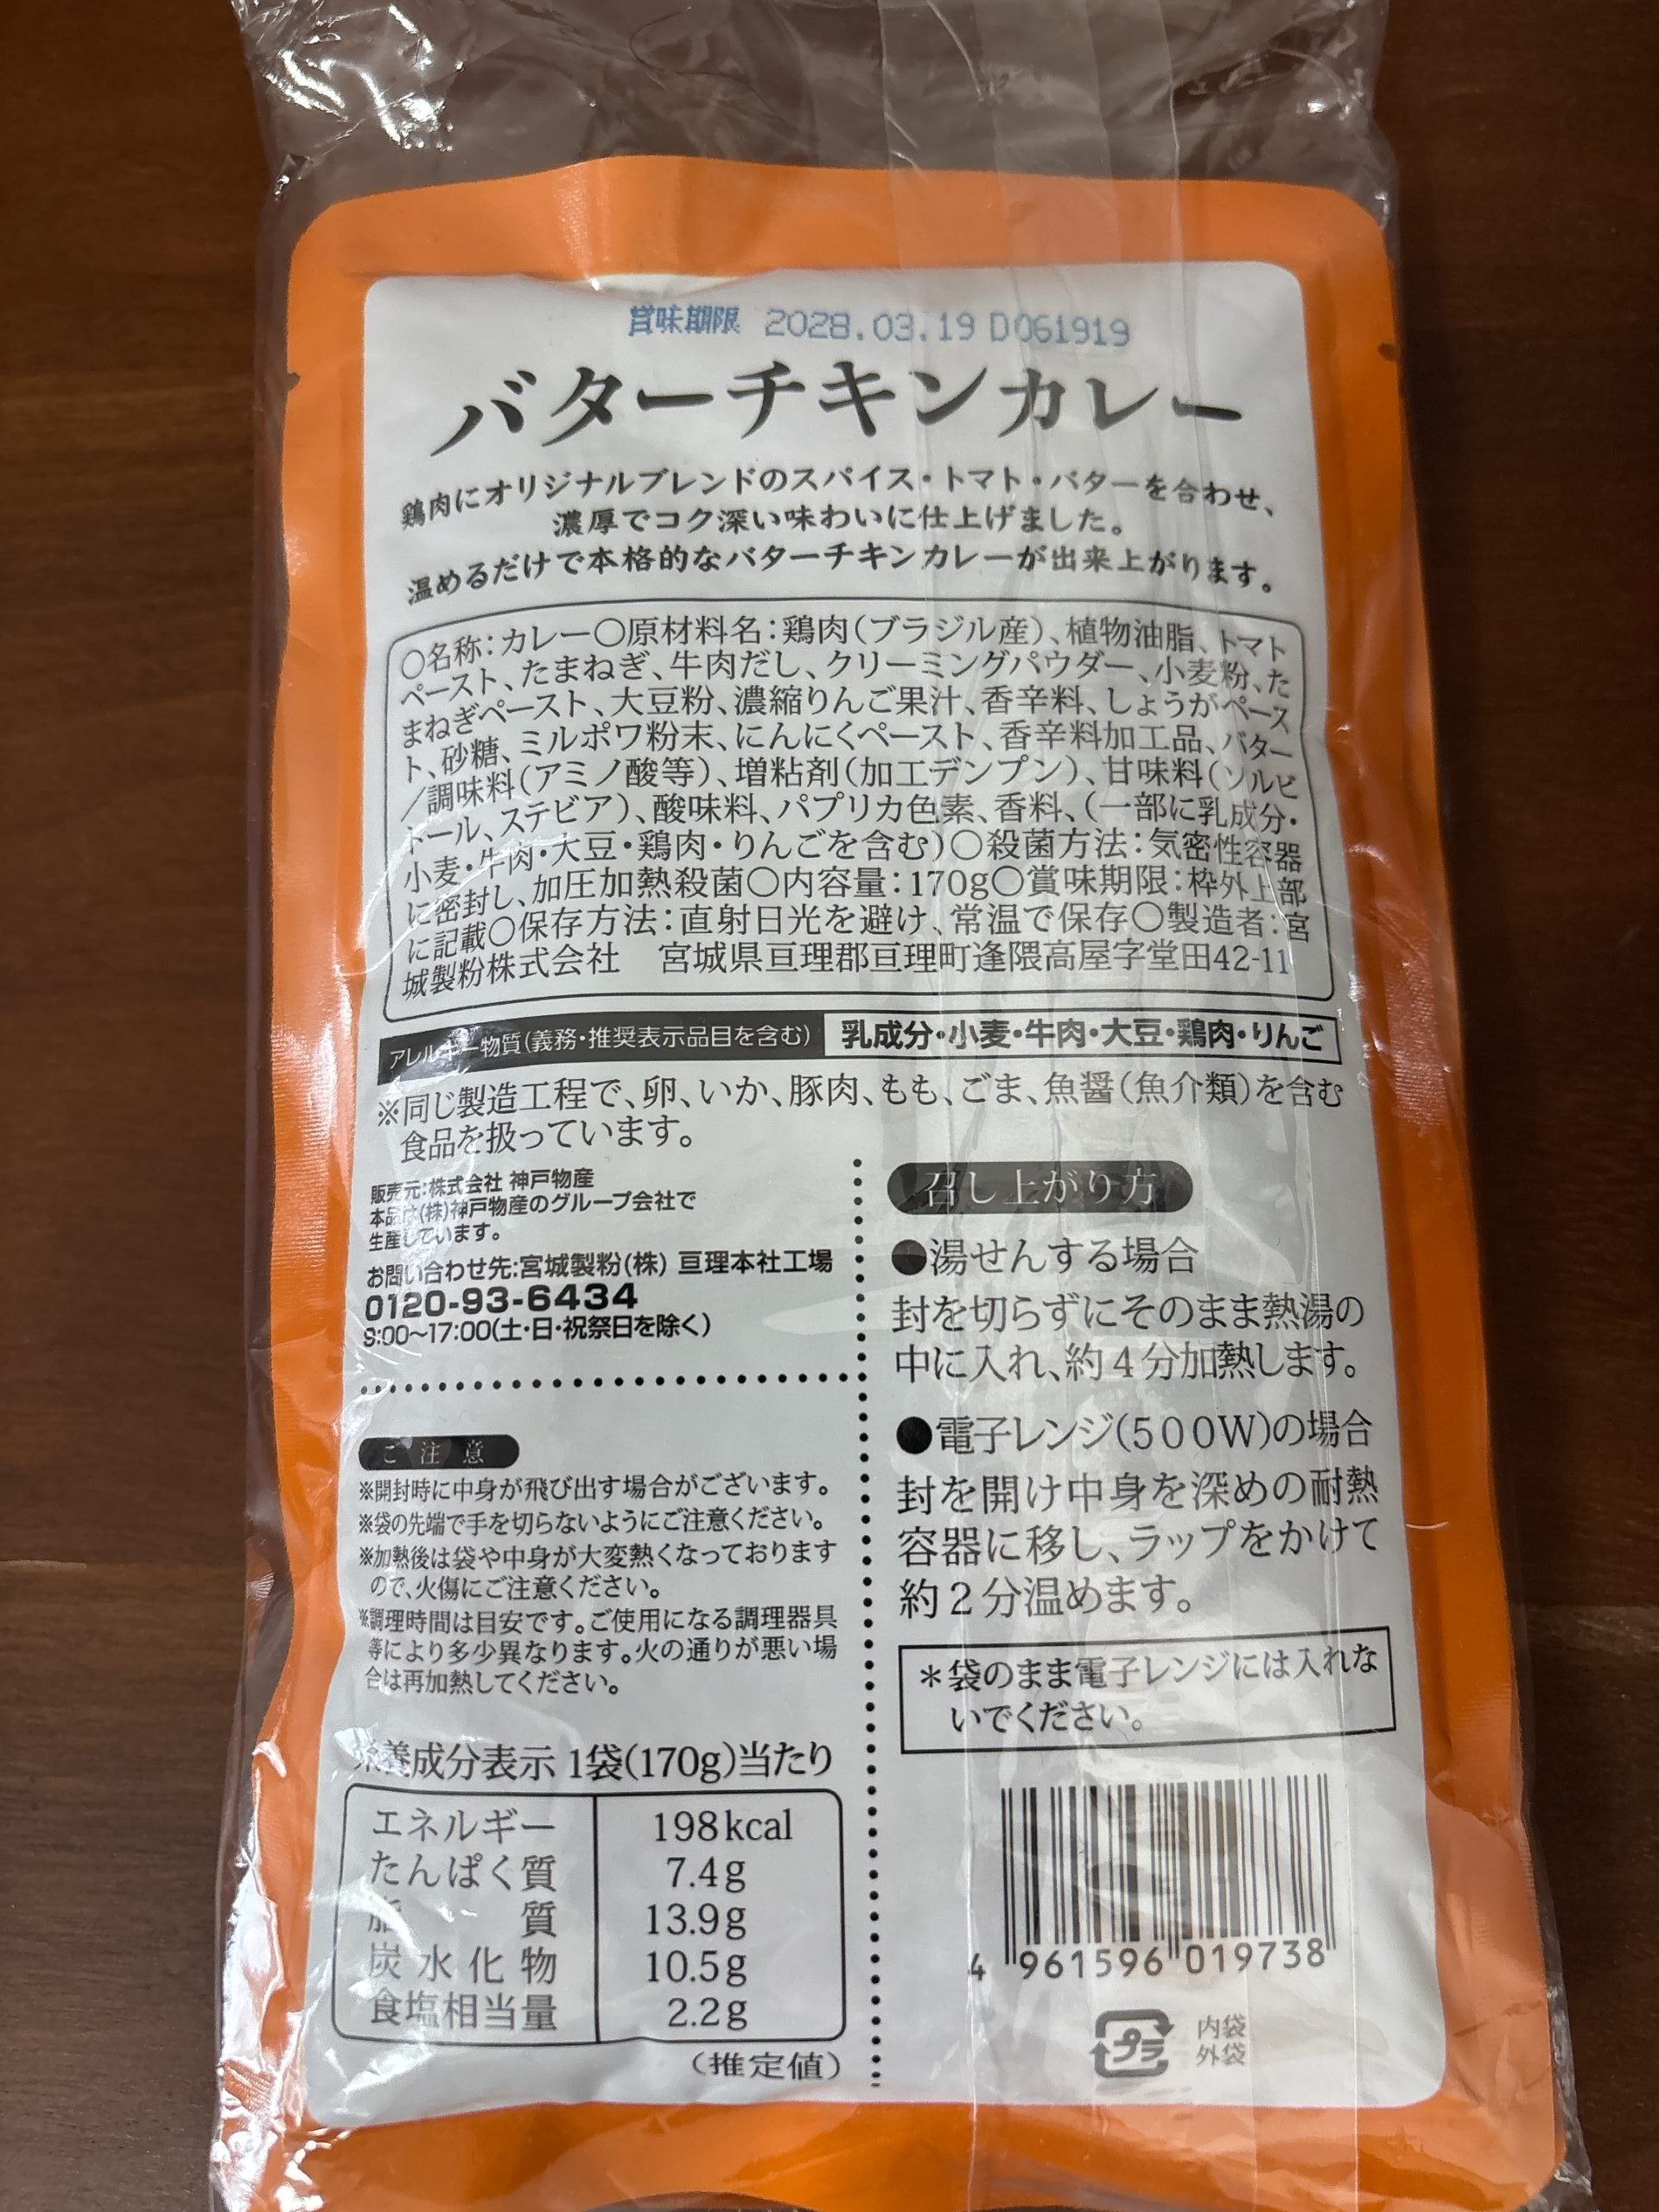 賞味期限 2028.03.19 D061919
バターチキンカレー
鶏肉にオリジナルブレンドのスパイス・トマト・バターを合わせ、
濃厚でコク深い味わいに仕上げました。
温めるだけで本格的なバターチキンカレーが出来上がります。
〇名称：カレー〇原材料名：鶏肉（ブラジル産）、植物油脂、トマト
ペースト、たまねぎ、牛肉だし、クリーミングパウダー、小麦粉、た
まねぎペースト、大豆粉、濃縮りんご果汁、香辛料、しょうがペース
ト、砂糖、ミルポワ粉末、にんにくペースト、香辛料加工品、バター
／調味料（アミノ酸等）、増粘剤（加工デンプン）、甘味料（ソルビ
トール、ステビア）、酸味料、パプリカ色素、香料、（一部に乳成分・
小麦・牛肉・大豆・鶏肉・りんごを含む）〇殺菌方法：気密性容器
に密封し、加圧加熱殺菌〇内容量：170g〇賞味期限：枠外上部
に記載〇保存方法：直射日光を避け、常温で保存〇製造者：宮
城製粉株式会社　宮城県亘理郡亘理町逢隈高屋字堂田42-11
アレルギー物質（義務・推奨表示品目を含む） 乳成分・小麦・牛肉・大豆・鶏肉・りんご
※同じ製造工程で、卵、いか、豚肉、もも、ごま、魚醤（魚介類）を含む
食品を扱っています。
販売元：株式会社 神戸物産
本品は（株）神戸物産のグループ会社で
生産しています。
お問い合わせ先：宮城製粉（株） 亘理本社工場
0120-93-6434
9:00〜17:00（土・日・祝祭日を除く）
ご注意
※開封時に中身が飛び出す場合がございます。
※袋の先端で手を切らないようにご注意ください。
※加熱後は袋や中身が大変熱くなっております
ので、火傷にご注意ください。
※調理時間は目安です。ご使用になる調理器具
等により多少異なります。火の通りが悪い場
合は再加熱してください。
栄養成分表示 1袋（170g）当たり
エネルギー 198kcal
たんぱく質 7.4g
脂質 13.9g
炭水化物 10.5g
食塩相当量 2.2g
（推定値）
召し上がり方
●湯せんする場合
封を切らずにそのまま熱湯の
中に入れ、約4分加熱します。
●電子レンジ（500W）の場合
封を開け中身を深めの耐熱
容器に移し、ラップをかけて
約2分温めます。
＊袋のまま電子レンジには入れな
いでください。
4 961596 019738
プラ
内袋
外袋